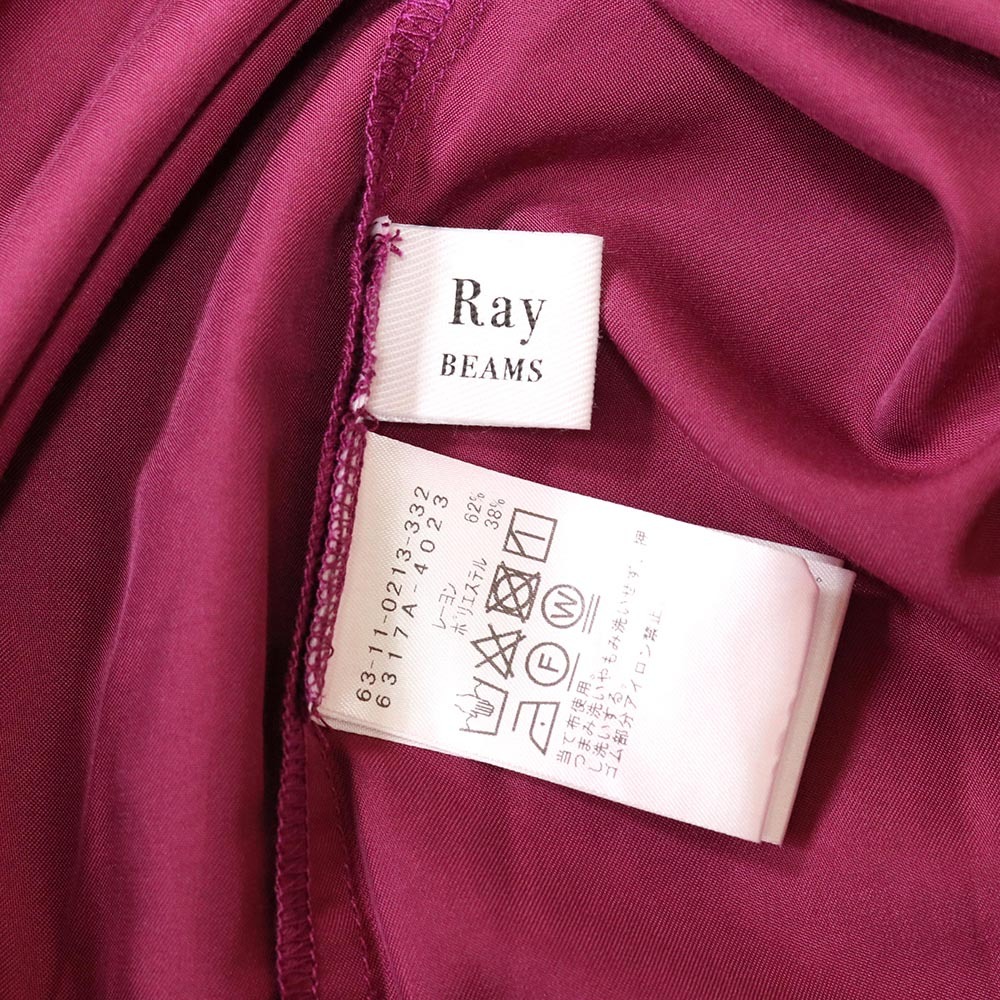 Ray
BEAMS
63-11-0213-332
6317A-4023
レーヨン 62%
ポリエステル 38%
W
F
当て布使用。
つまみ洗いやもみ洗いせず、押
し洗いする。
ゴム部分アイロン禁止。